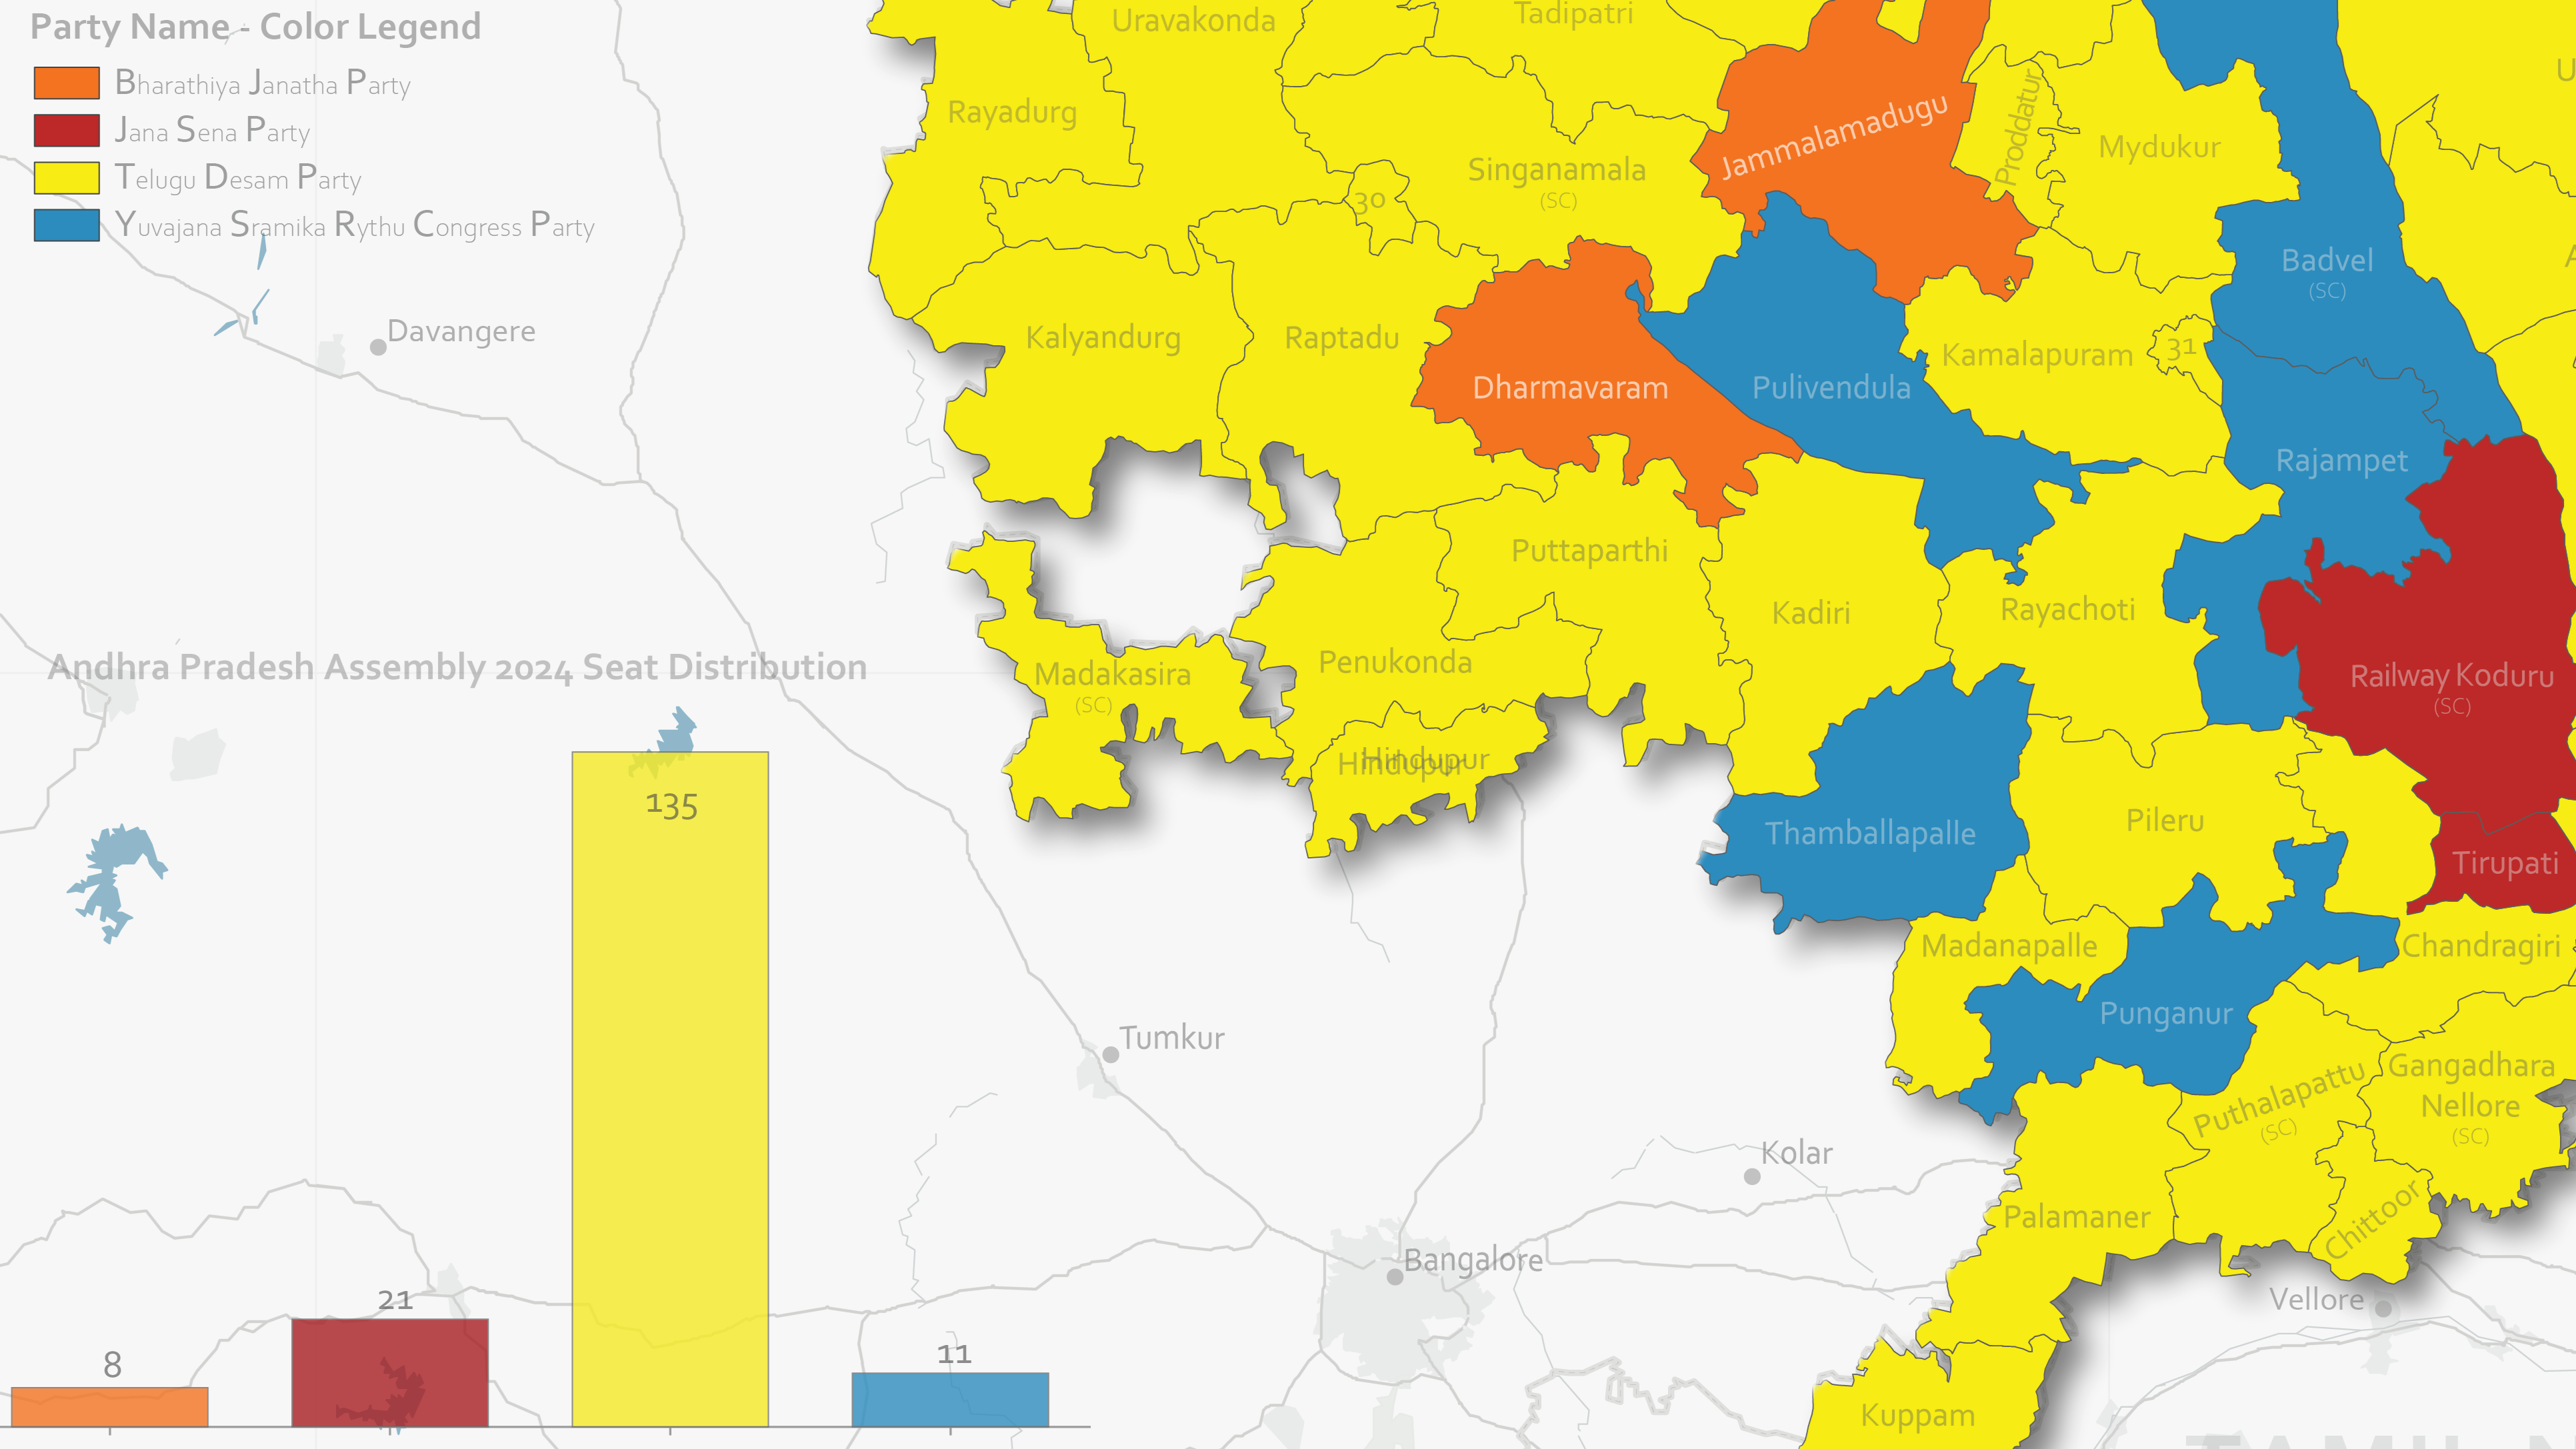 Party Name - Color Legend
Bharathiya Janatha Party
Jana Sena Party
Telugu Desam Party
Yuvajana Sramika Rythu Congress Party
Uravakonda
Tadipatri
Rayadurg
Singanamala
(SC)
30
Jammalamadugu
Proddatur
Mydukur
Badvel
(SC)
Davangere
Kalyandurg
Raptadu
Dharmavaram
Pulivendula
Kamalapuram
31
Rajampet
Puttaparthi
Kadiri
Rayachoti
Andhra Pradesh Assembly 2024 Seat Distribution
Madakasira
(SC)
Penukonda
Railway Koduru
(SC)
Hindupur
Hindupur
135
Thamballapalle
Pileru
Tirupati
Madanapalle
Chandragiri
Punganur
Tumkur
Puthalapattu
(SC)
Gangadhara
Nellore
(SC)
Kolar
Palamaner
Chittoor
Bangalore
Vellore
21
8
11
Kuppam